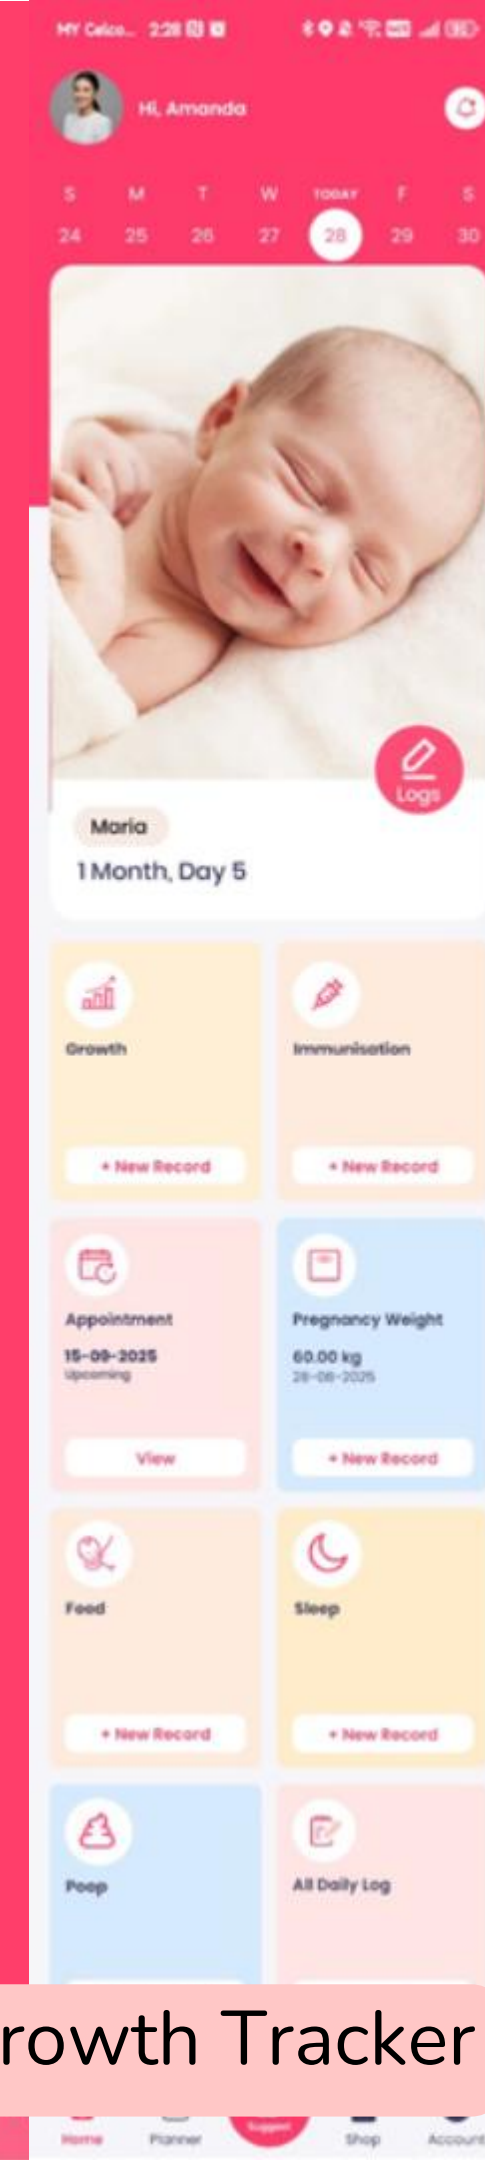 MY Celco... 2:28
Hi, Amanda
S M T W TODAY F S
24 25 26 27 28 29 30
Logs
Maria
1 Month, Day 5
Growth
Immunisation
+ New Record
+ New Record
Appointment
Pregnancy Weight
15-09-2025
60.00 kg
Upcoming
28-08-2025
View
+ New Record
Food
Sleep
+ New Record
+ New Record
Poop
All Daily Log
rowth Tracker
Home Planner Support Shop Account